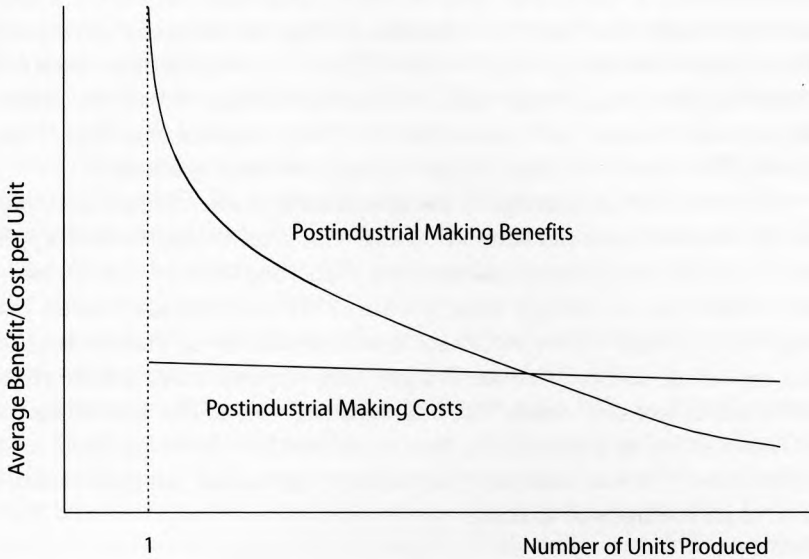 Average Benefit/Cost per Unit
Postindustrial Making Benefits
Postindustrial Making Costs
1
Number of Units Produced